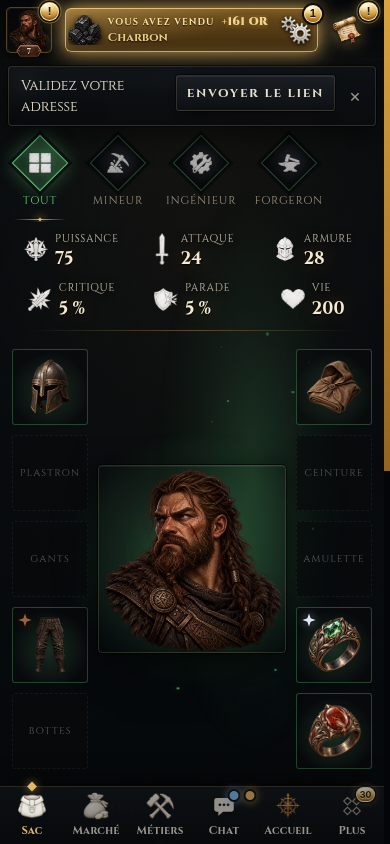 !
7
VOUS AVEZ VENDU +161 OR
Charbon
1
!
Validez votre adresse
ENVOYER LE LIEN
×
TOUT
MINEUR
INGÉNIEUR
FORGERON
PUISSANCE
75
ATTAQUE
24
ARMURE
28
CRITIQUE
5 %
PARADE
5 %
VIE
200
PLASTRON
CEINTURE
GANTS
AMULETTE
BOTTES
30
Sac
Marché
Métiers
Chat
Accueil
Plus